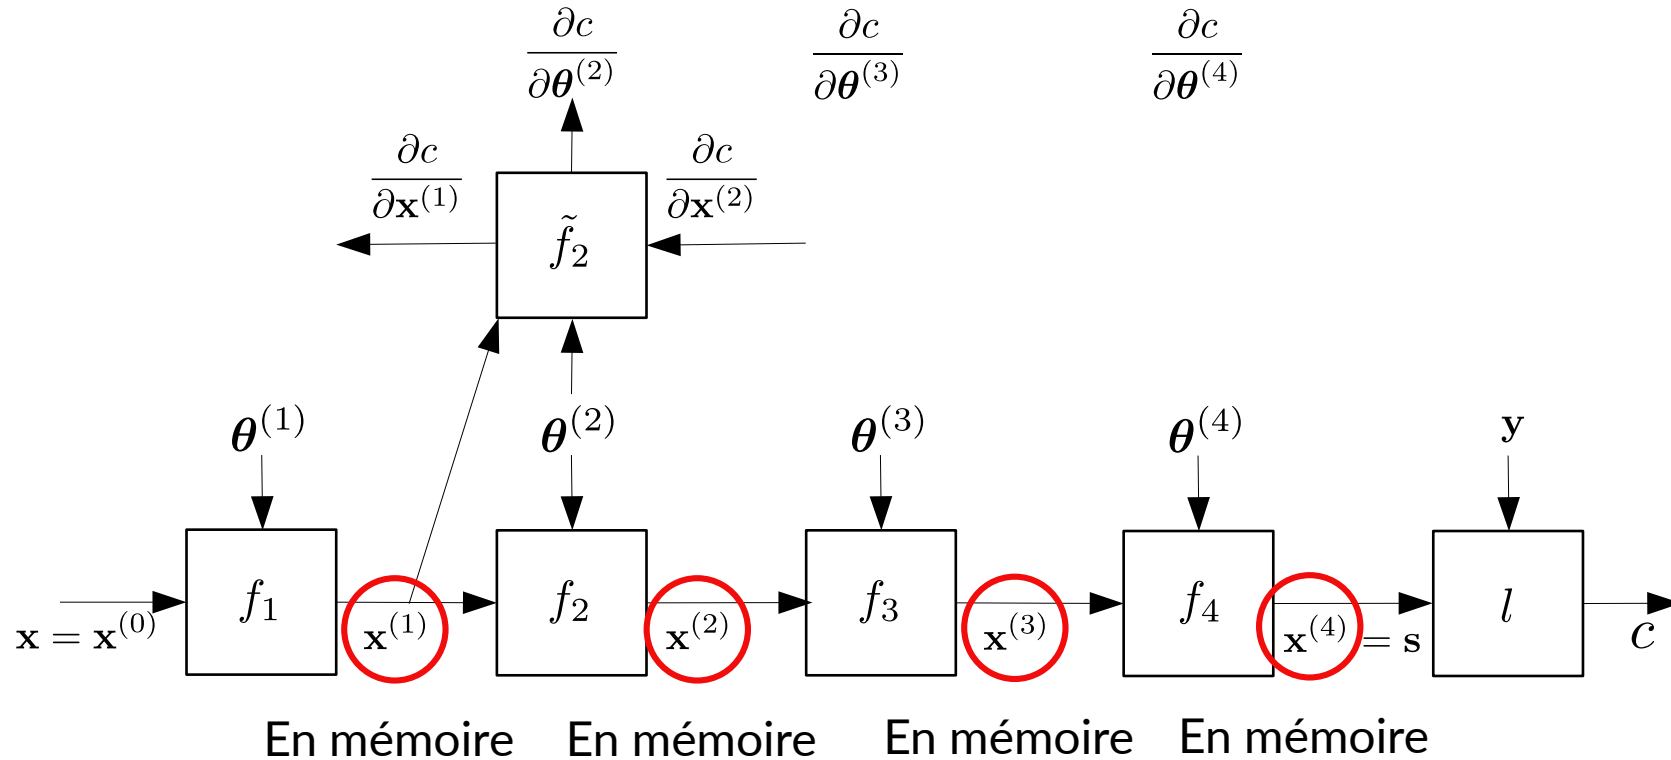 ∂c/∂θ^(2) ∂c/∂θ^(3) ∂c/∂θ^(4)
∂c/∂x^(1) ∂c/∂x^(2)
f̃₂
θ^(1) θ^(2) θ^(3) θ^(4) y
f₁ f₂ f₃ f₄ l
x = x^(0) x^(1) x^(2) x^(3) x^(4) = s c
En mémoire En mémoire En mémoire En mémoire